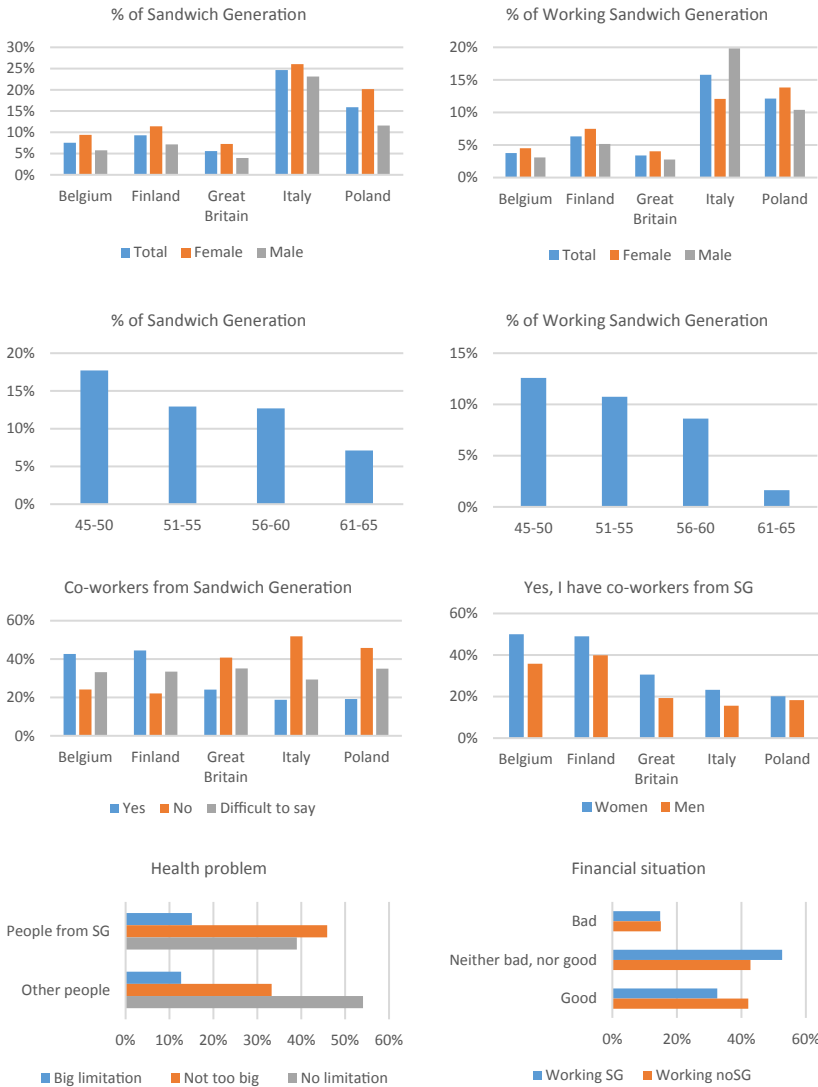 % of Sandwich Generation
30%
25%
20%
15%
10%
5%
0%
Belgium Finland Great Britain Italy Poland
Total Female Male
% of Working Sandwich Generation
20%
15%
10%
5%
0%
Belgium Finland Great Britain Italy Poland
Total Female Male
% of Sandwich Generation
20%
15%
10%
5%
0%
45-50 51-55 56-60 61-65
% of Working Sandwich Generation
15%
10%
5%
0%
45-50 51-55 56-60 61-65
Co-workers from Sandwich Generation
60%
40%
20%
0%
Belgium Finland Great Britain Italy Poland
Yes No Difficult to say
Yes, I have co-workers from SG
60%
40%
20%
0%
Belgium Finland Great Britain Italy Poland
Women Men
Health problem
People from SG
Other people
0% 10% 20% 30% 40% 50% 60%
Big limitation Not too big No limitation
Financial situation
Bad
Neither bad, nor good
Good
0% 20% 40% 60%
Working SG Working noSG